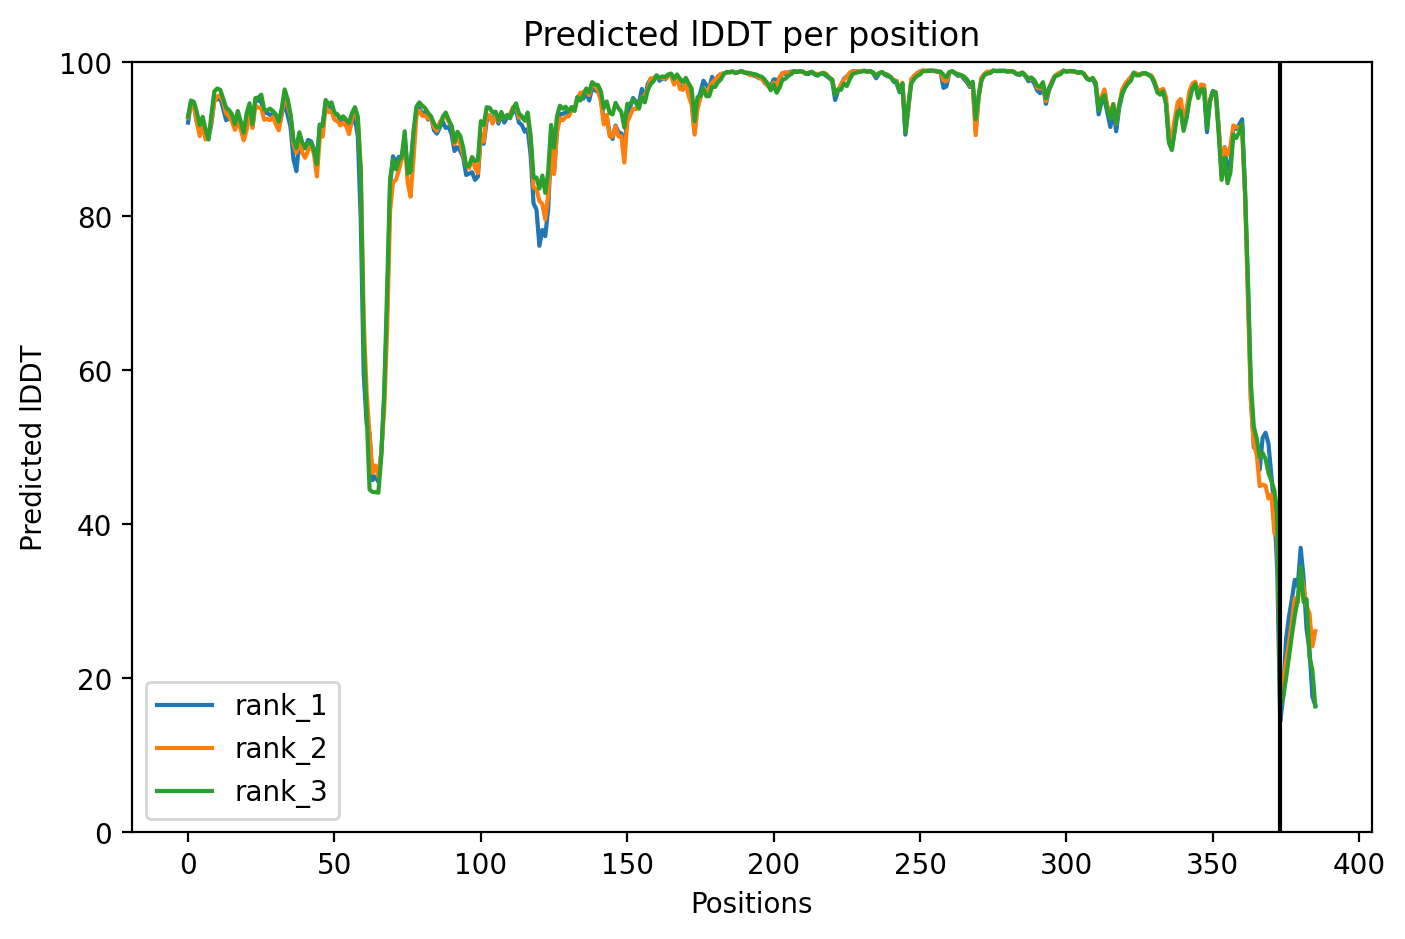 Predicted lDDT per position
Predicted lDDT
100
80
60
40
20
0
rank_1
rank_2
rank_3
0 50 100 150 200 250 300 350 400
Positions